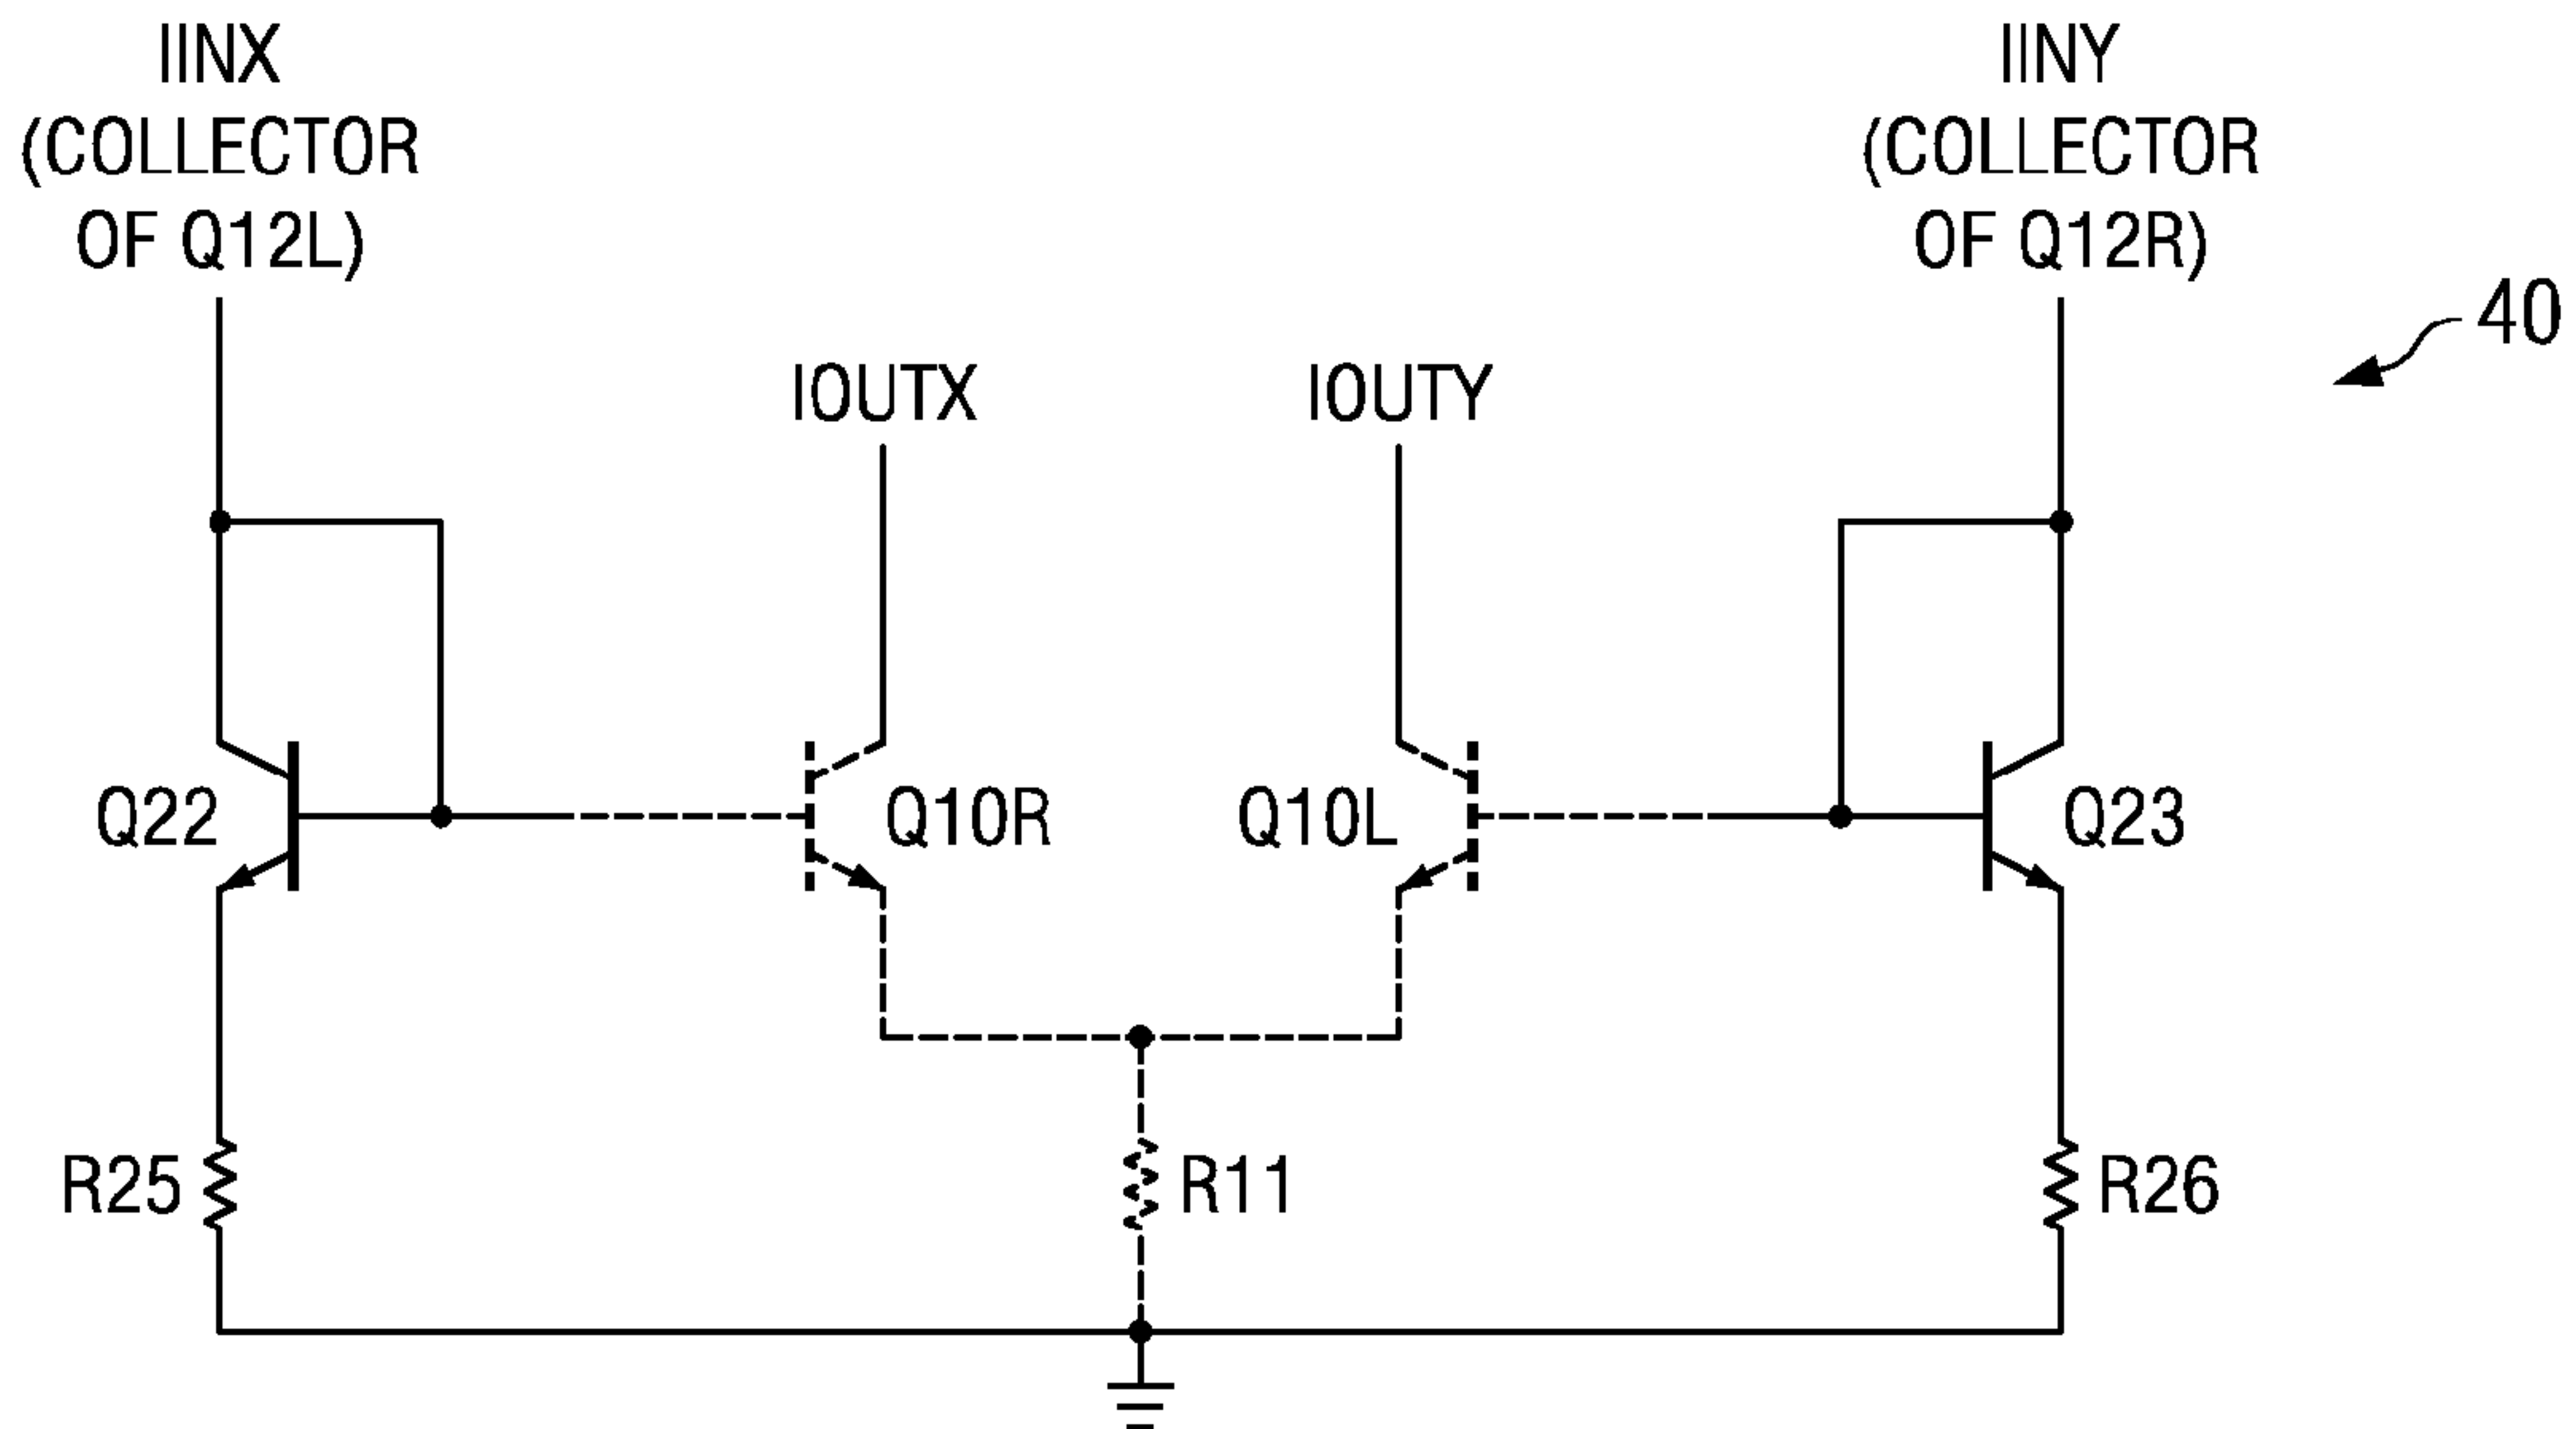 IINX
(COLLECTOR
OF Q12L)
IINY
(COLLECTOR
OF Q12R)
40
IOUTX
IOUTY
Q22
Q10R
Q10L
Q23
R25
R11
R26